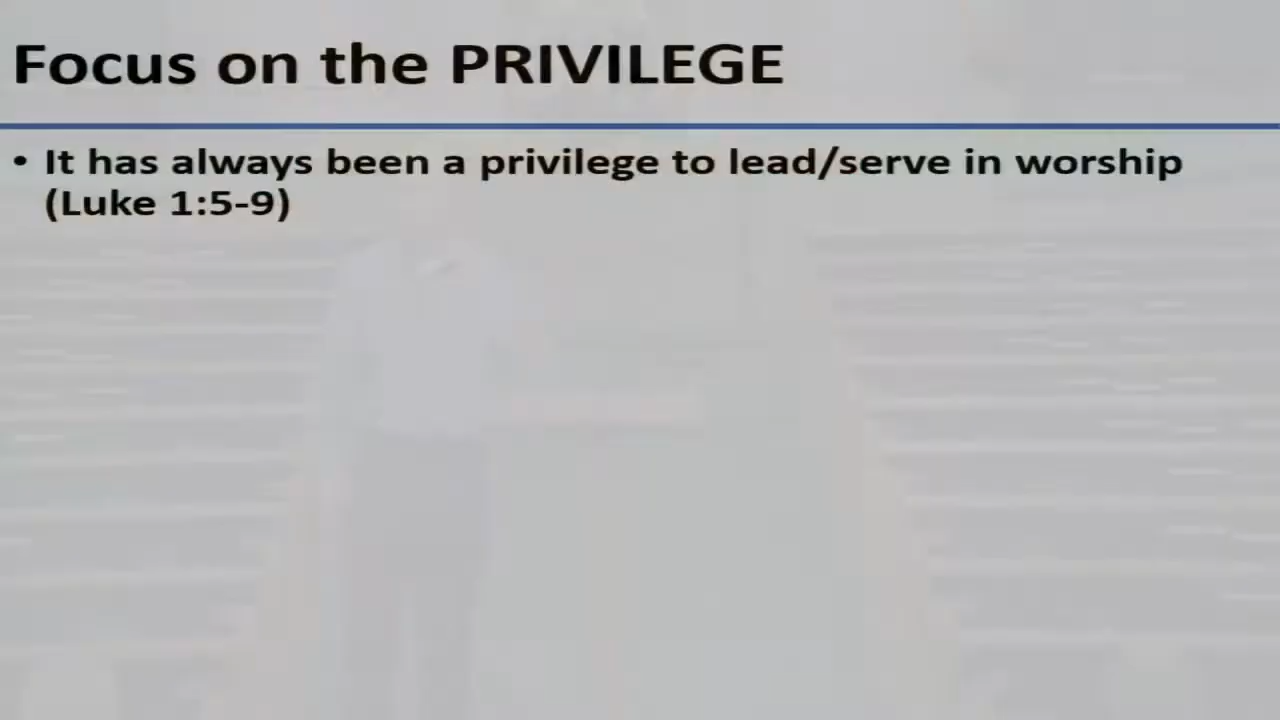 Focus on the PRIVILEGE
• It has always been a privilege to lead/serve in worship
(Luke 1:5-9)